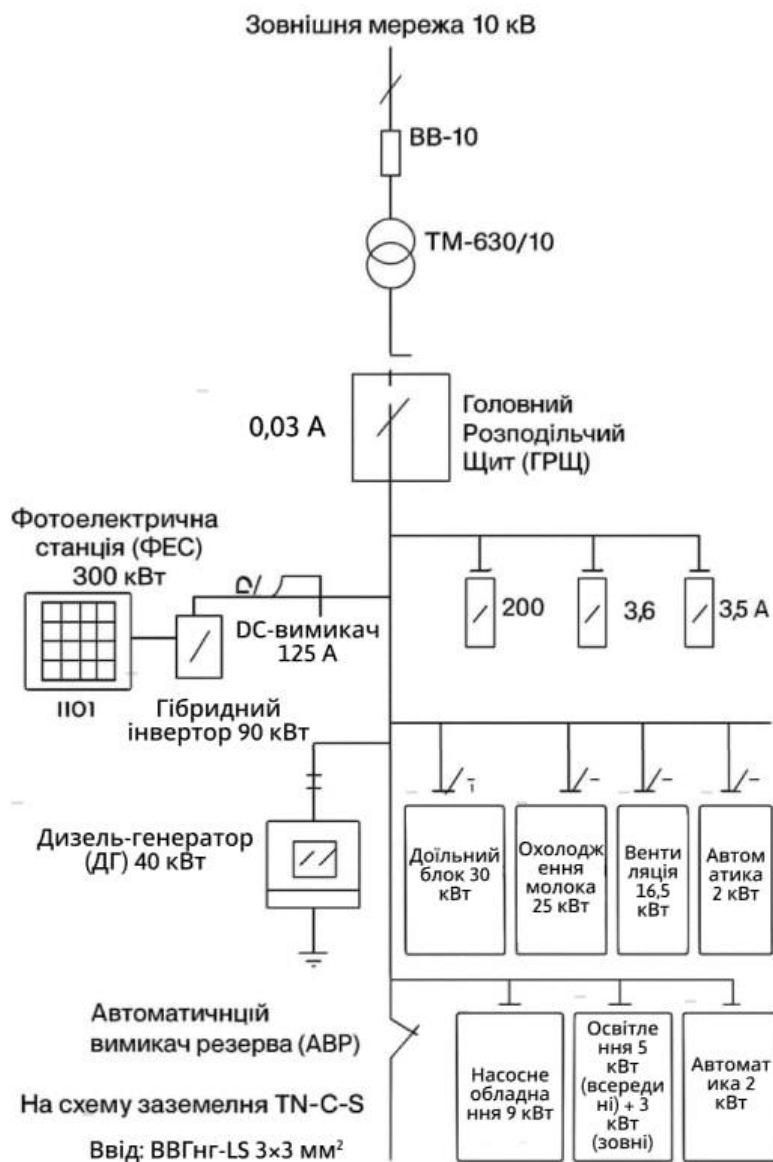 Зовнішня мережа 10 кВ
ВВ-10
ТМ-630/10
0,03 А
Головний
Розподільчий
Щит (ГРЩ)
Фотоелектрична
станція (ФЕС)
300 кВт
DC-вимикач
125 А
200
3,6
3,5 А
ІІО1
Гібридний
інвертор 90 кВт
Дизель-генератор
(ДГ) 40 кВт
Доїльний
блок 30
кВт
Охолодж
ення
молока
25 кВт
Венти
ляція
16,5
кВт
Автом
атика
2 кВт
Автоматичнцій
вимикач резерва (АВР)
Насосне
обладна
ння 9 кВт
Освітле
ння 5
кВт
(всереди
ні) + 3
кВт
(зовні)
Автомат
ика 2
кВт
На схему заземелня TN-C-S
Ввід: ВВГнг-LS 3×3 мм²